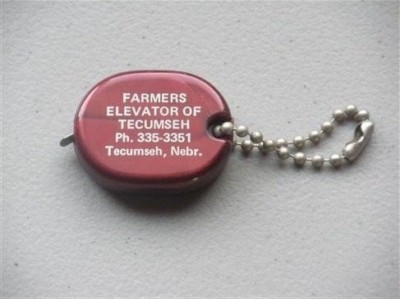 FARMERS
ELEVATOR OF
TECUMSEH
Ph. 335-3351
Tecumseh, Nebr.